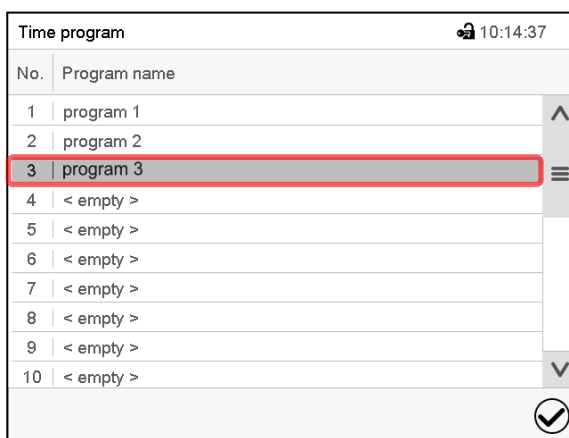 Time program 10:14:37
No. Program name
1 program 1
2 program 2
3 program 3
4 < empty >
5 < empty >
6 < empty >
7 < empty >
8 < empty >
9 < empty >
10 < empty >